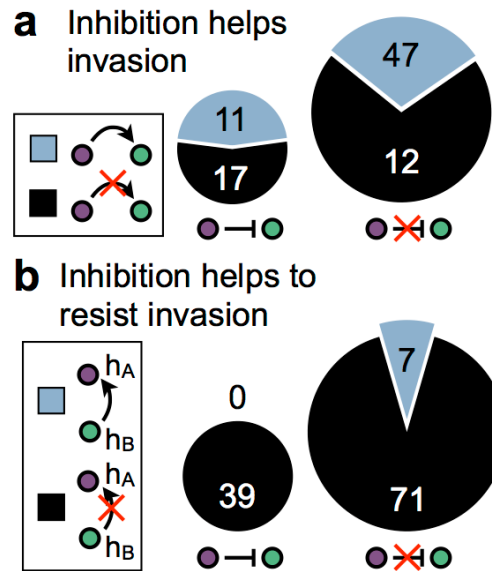 a Inhibition helps
invasion
11
17
47
12
b Inhibition helps to
resist invasion
hA
hB
hA
hB
0
39
7
71